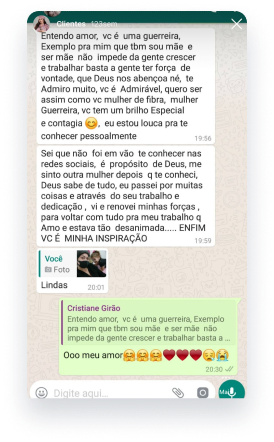 Clientes 423sem
Entendo amor, vc é uma guerreira,
Exemplo pra mim que tbm sou mãe e
ser mãe não impede da gente crescer
e trabalhar basta a gente ter força de
vontade, que Deus nos abençoa né, te
Admiro muito, vc é Admirável, quero ser
assim como vc mulher de fibra, mulher
Guerreira, vc tem um brilho Especial
e contagia 😊, eu estou louca pra te
conhecer pessoalmente
19:56
Sei que não foi em vão te conhecer nas
redes sociais, é propósito de Deus, me
sinto outra mulher depois q te conheci,
Deus sabe de tudo, eu passei por muitas
coisas e através do seu trabalho e
dedicação , vi e renovei minhas forças ,
para voltar com tudo pra meu trabalho q
Amo e estava tão desanimada..... ENFIM
VC É MINHA INSPIRAÇÃO
19:59
Você
Foto
Lindas
20:01
Cristiane Girão
Entendo amor, vc é uma guerreira, Exemplo
pra mim que tbm sou mãe e ser mãe não
impede da gente crescer e trabalhar basta a ...
Ooo meu amor🤗🤗🤗❤❤❤😪😭
20:30
Digite aqui...